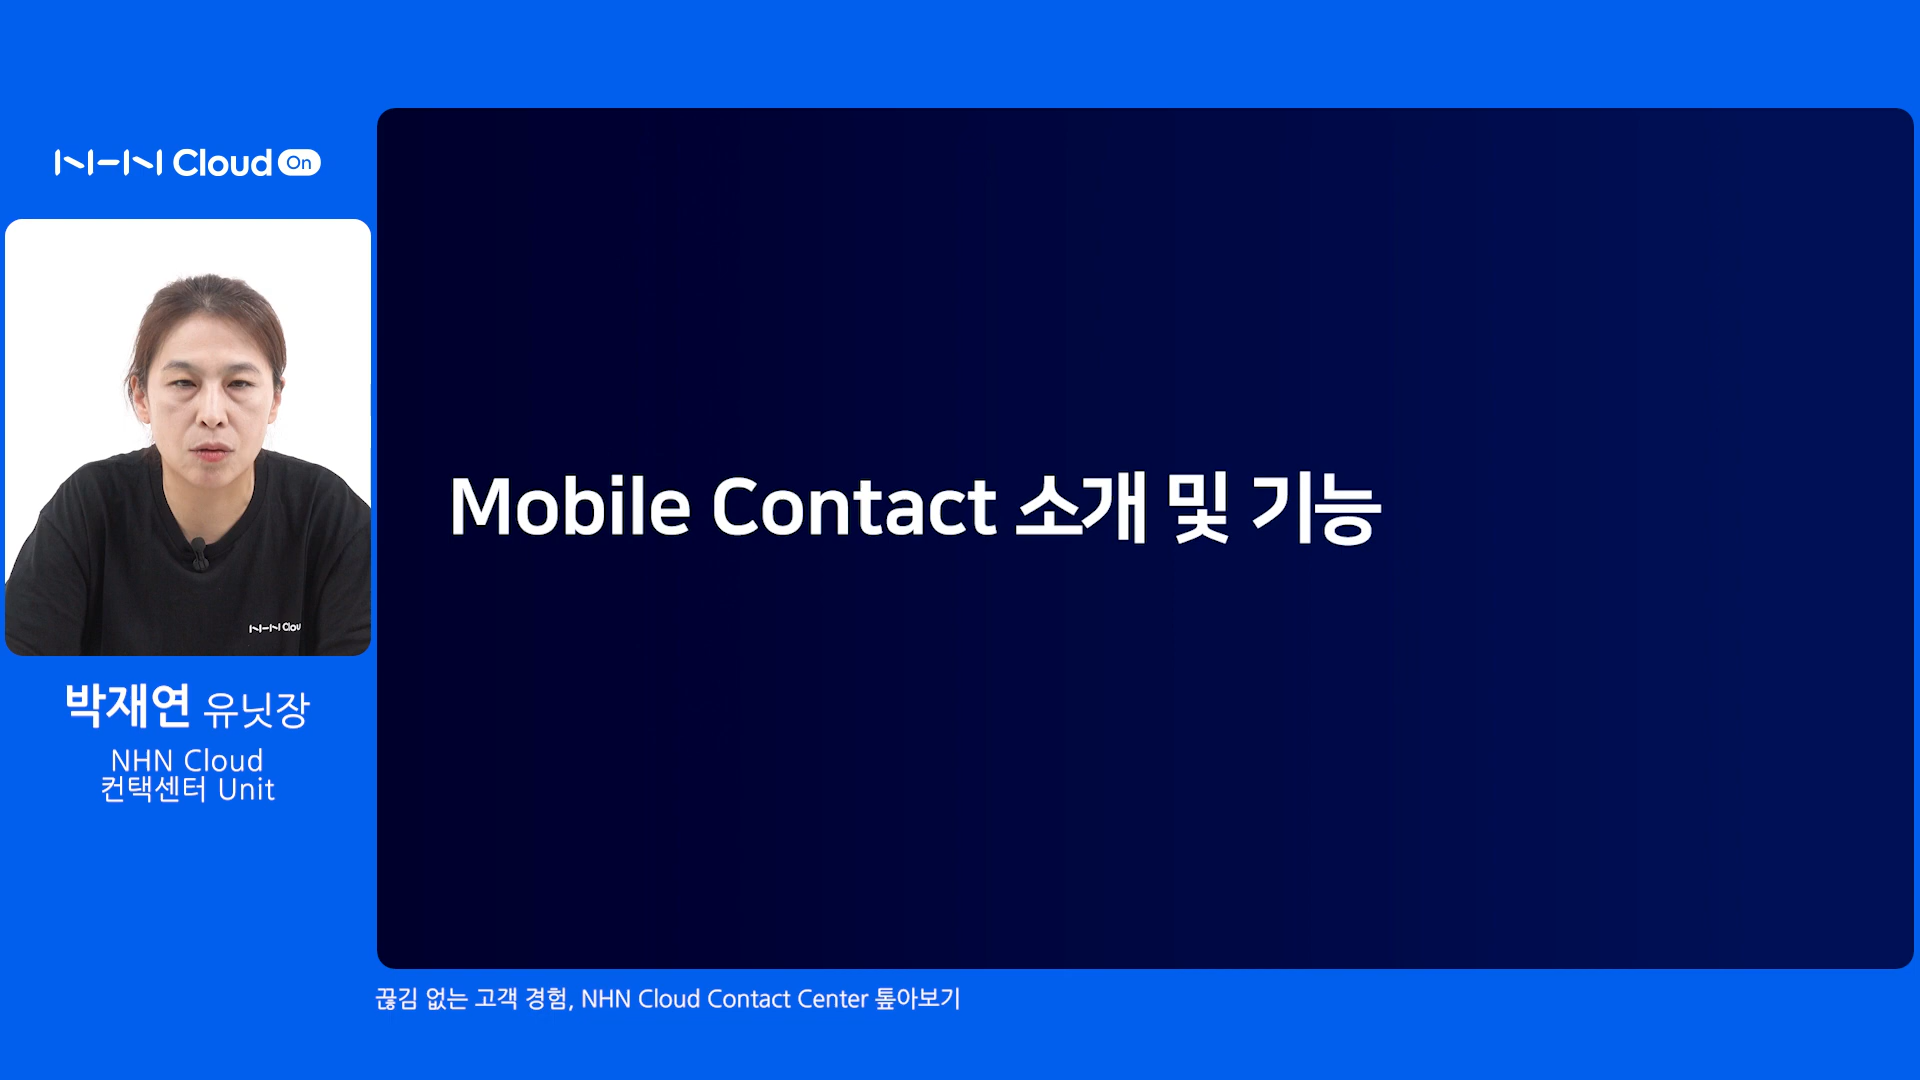 NHN Cloud On
NHN Clou
박재연 유닛장
NHN Cloud
컨택센터 Unit
Mobile Contact 소개 및 기능
끊김 없는 고객 경험, NHN Cloud Contact Center 톺아보기